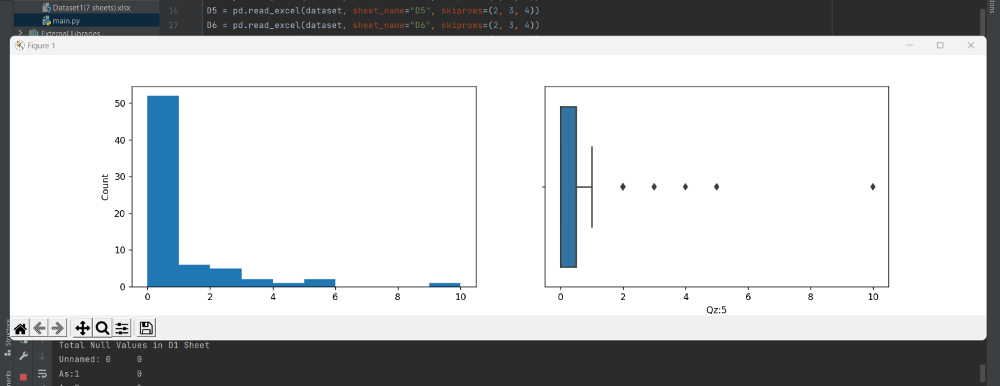 Dataset1(7 sheets).xlsx
main.py
External Libraries
16 D5 = pd.read_excel(dataset, sheet_name="D5", skiprows=(2, 3, 4))
17 D6 = pd.read_excel(dataset, sheet_name="D6", skiprows=(2, 3, 4))
Figure 1
50
40
30
20
10
0
Count
0 2 4 6 8 10
0 2 4 6 8 10
Qz:5
Structure
Total Null Values in D1 Sheet
Unnamed: 0 0
As:1 0